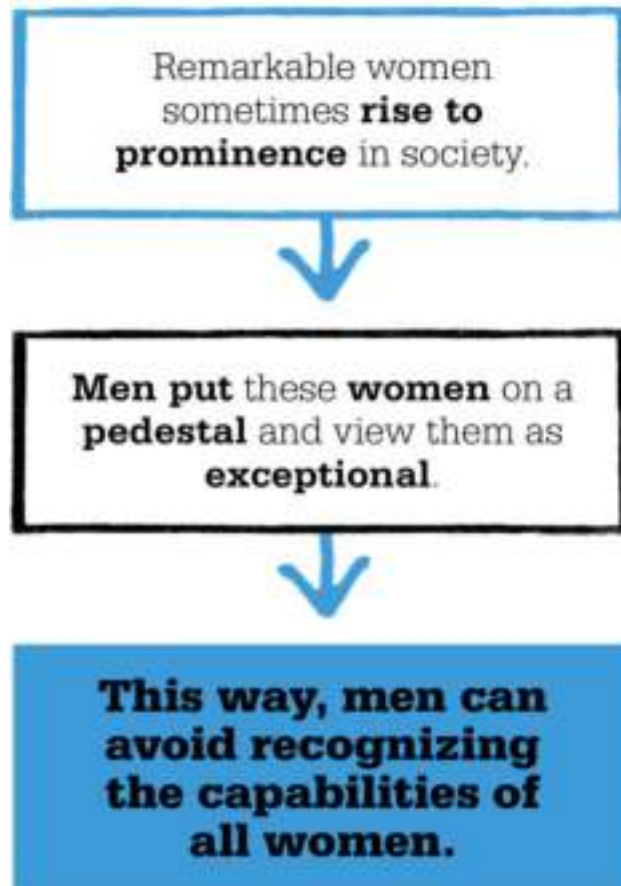 Remarkable women
sometimes rise to
prominence in society.
Men put these women on a
pedestal and view them as
exceptional.
This way, men can
avoid recognizing
the capabilities of
all women.